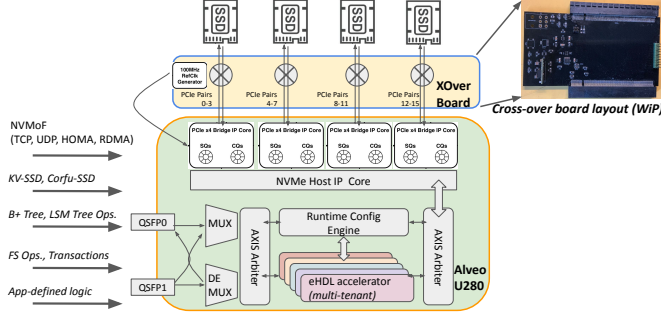 SSD
SSD
SSD
SSD
100MHz
RefClk
Generator
PCIe Pairs
0-3
PCIe Pairs
4-7
PCIe Pairs
8-11
PCIe Pairs
12-15
XOver
Board
Cross-over board layout (WiP)
NVMoF
(TCP, UDP, HOMA, RDMA)
KV-SSD, Corfu-SSD
B+ Tree, LSM Tree Ops.
FS Ops., Transactions
App-defined logic
PCIe x4 Bridge IP Core
SQs
CQs
PCIe x4 Bridge IP Core
SQs
CQs
PCIe x4 Bridge IP Core
SQs
CQs
PCIe x4 Bridge IP Core
SQs
CQs
NVMe Host IP Core
QSFP0
QSFP1
MUX
DE
MUX
AXIS Arbiter
Runtime Config
Engine
eHDL accelerator
(multi-tenant)
AXIS Arbiter
Alveo
U280